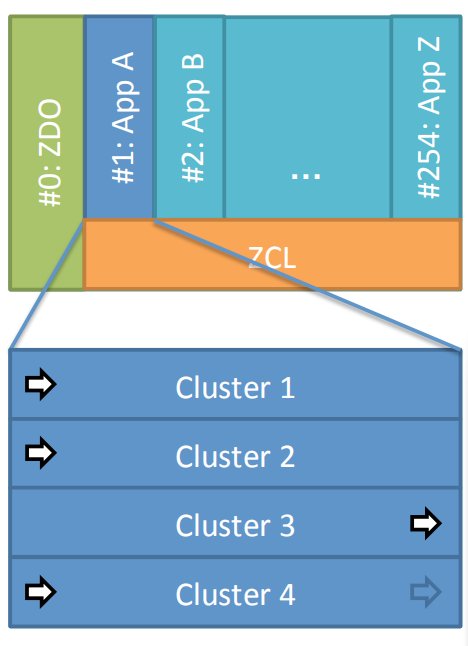 #0: ZDO
#1: App A
#2: App B
...
#254: App Z
ZCL
Cluster 1
Cluster 2
Cluster 3
Cluster 4